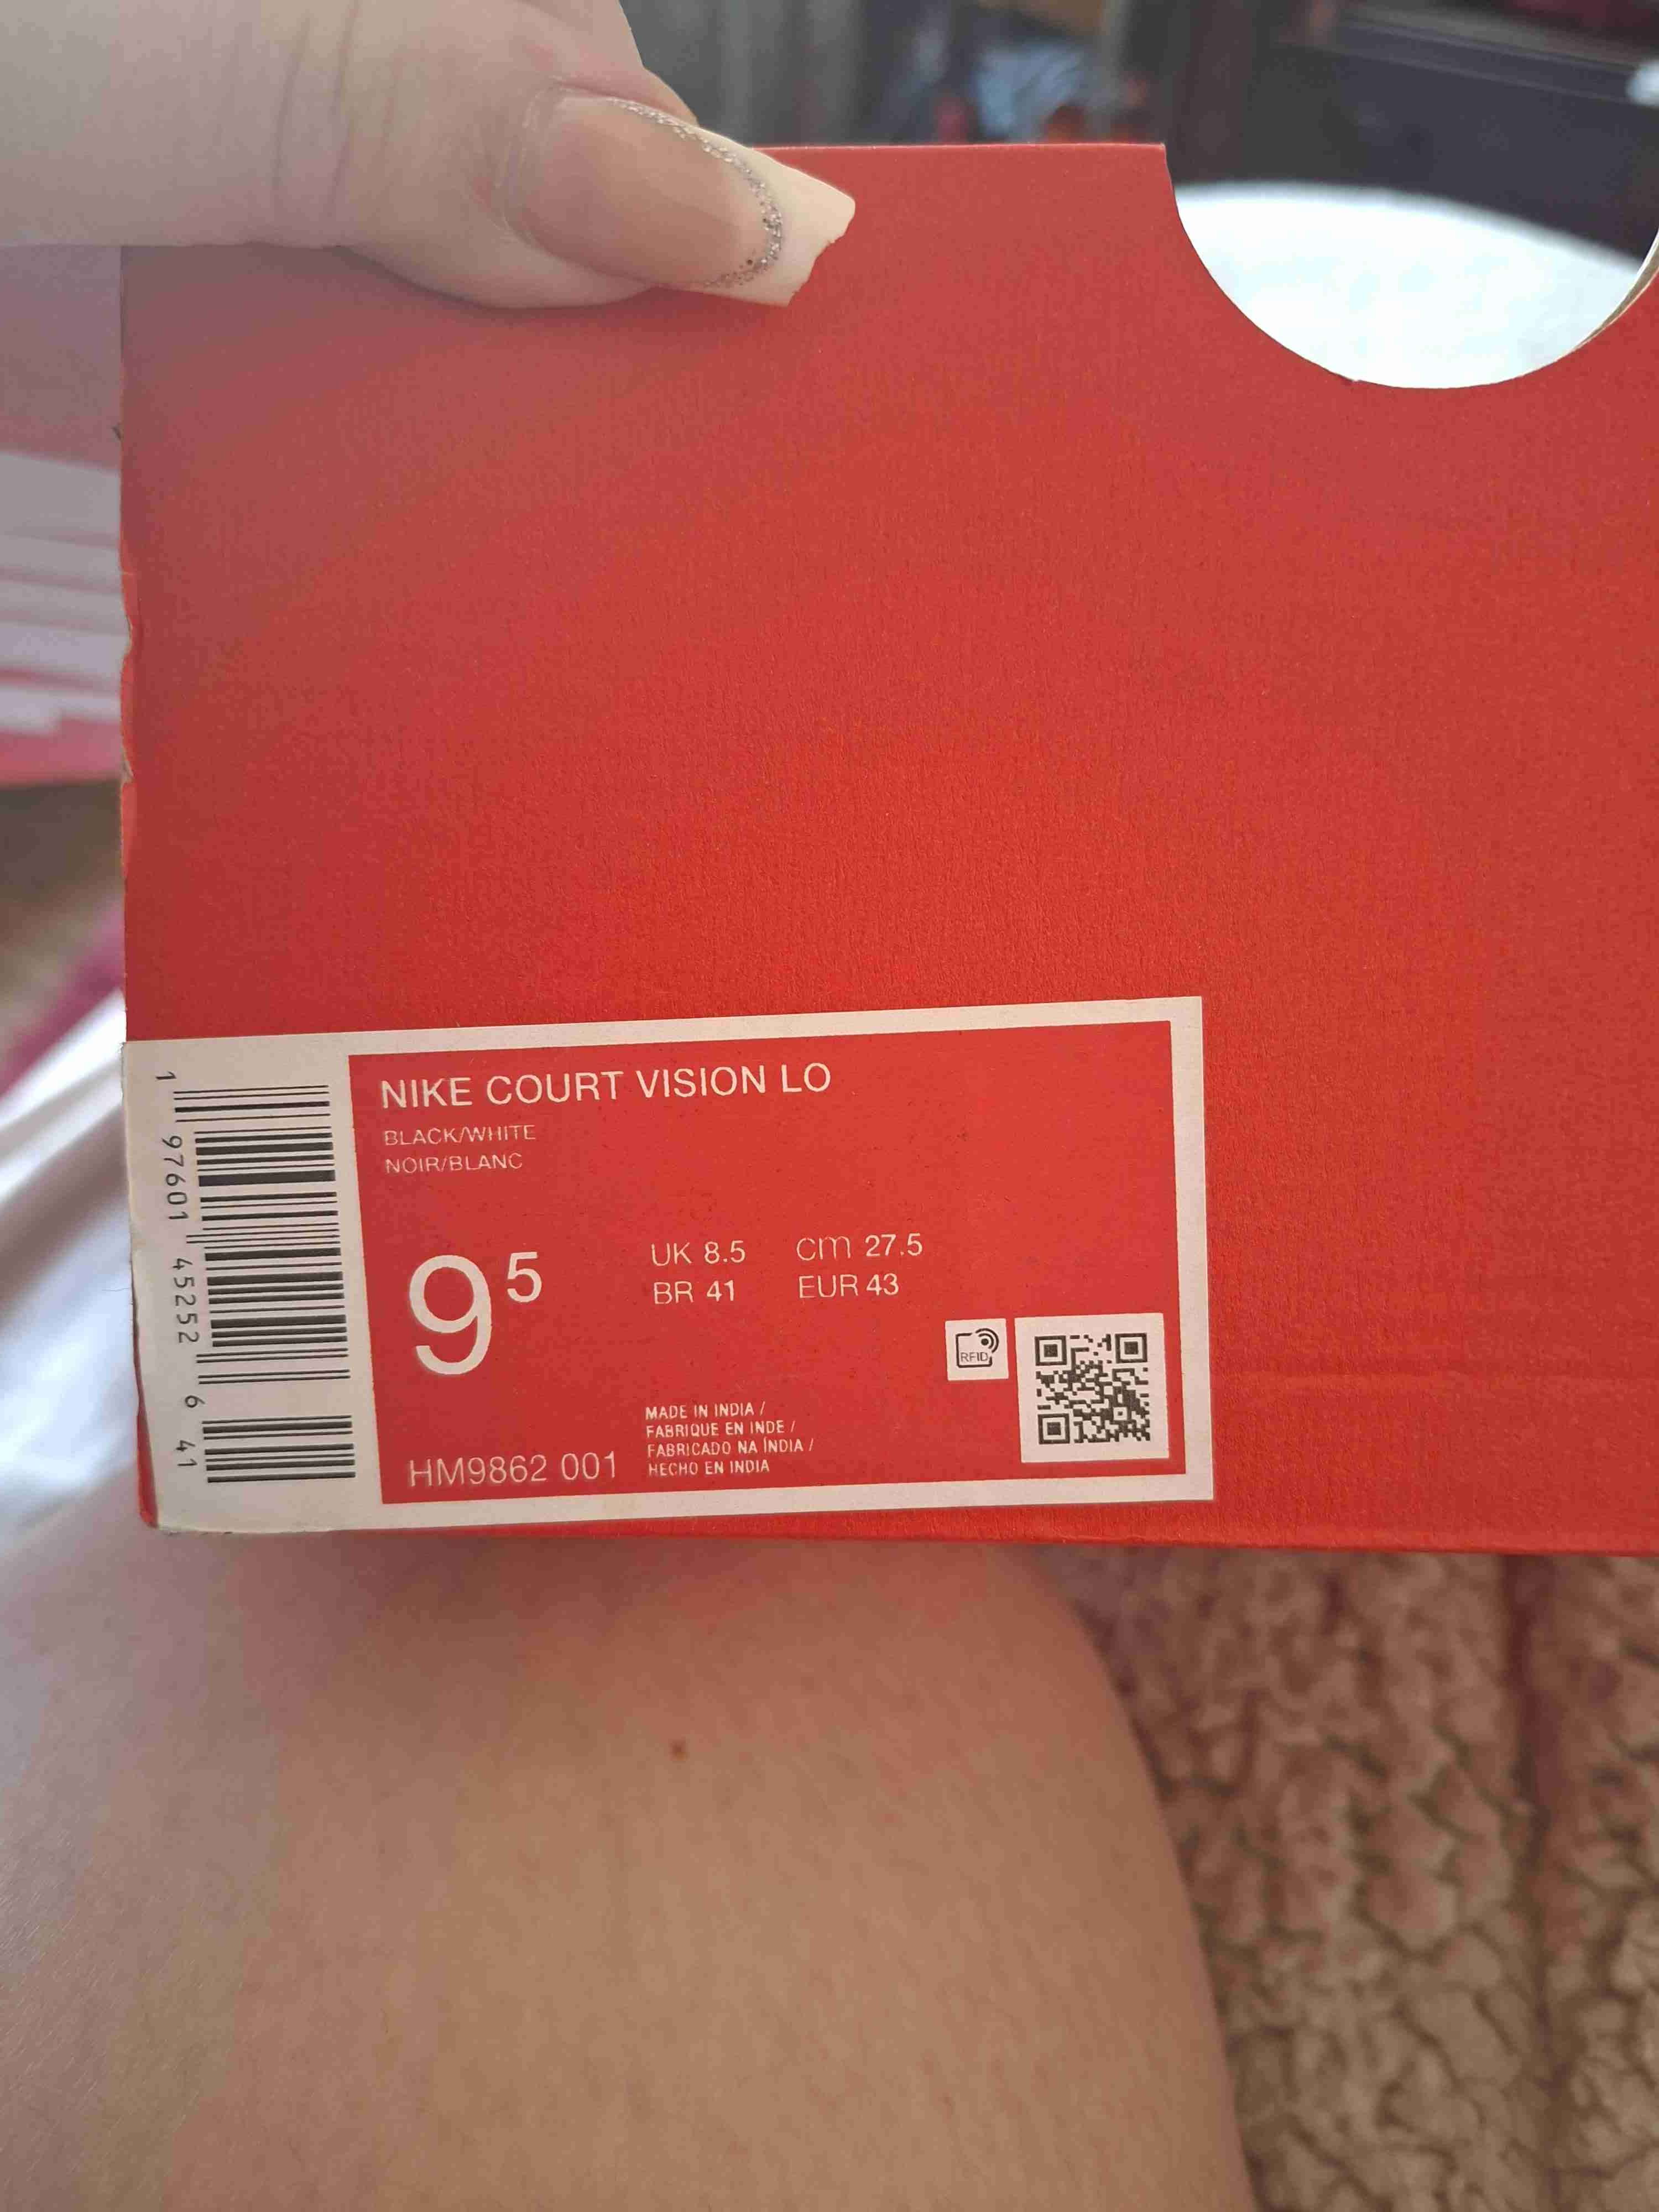 NIKE COURT VISION LO
BLACK/WHITE
NOIR/BLANC
9⁵
UK 8.5 cm 27.5
BR 41 EUR 43
RFID
MADE IN INDIA /
FABRIQUE EN INDE /
FABRICADO NA ÍNDIA /
HECHO EN INDIA
HM9862 001
1 97601 45252 6 41